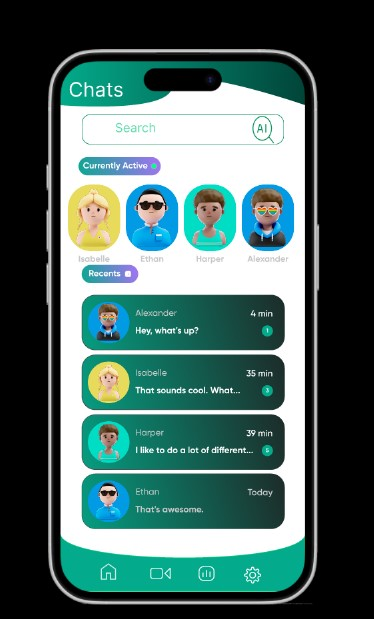 Chats
Search
AI
Currently Active
Isabelle Ethan Harper Alexander
Recents
Alexander 4 min
Hey, what's up? 1
Isabelle 35 min
That sounds cool. What... 3
Harper 39 min
I like to do a lot of different... 5
Ethan Today
That's awesome.